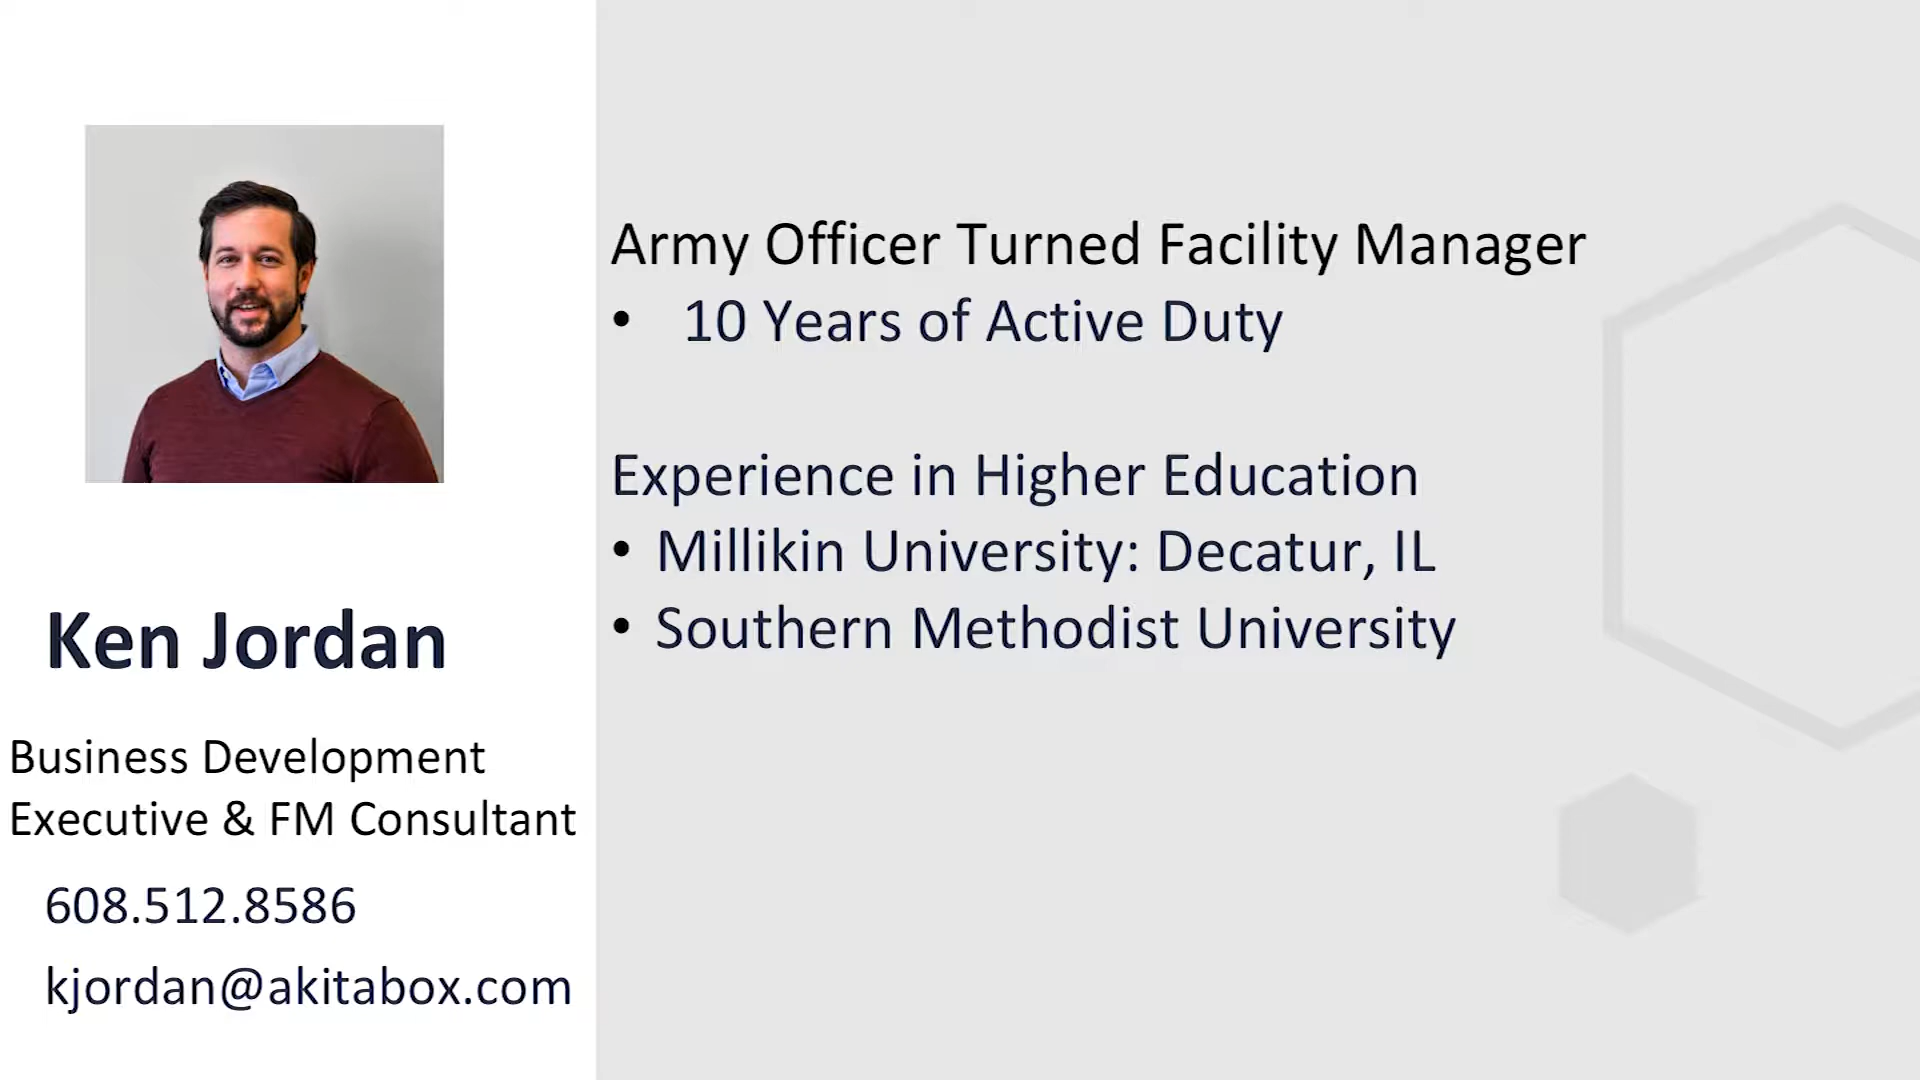 Ken Jordan
Business Development
Executive & FM Consultant
608.512.8586
kjordan@akitabox.com
Army Officer Turned Facility Manager
• 10 Years of Active Duty
Experience in Higher Education
• Millikin University: Decatur, IL
• Southern Methodist University